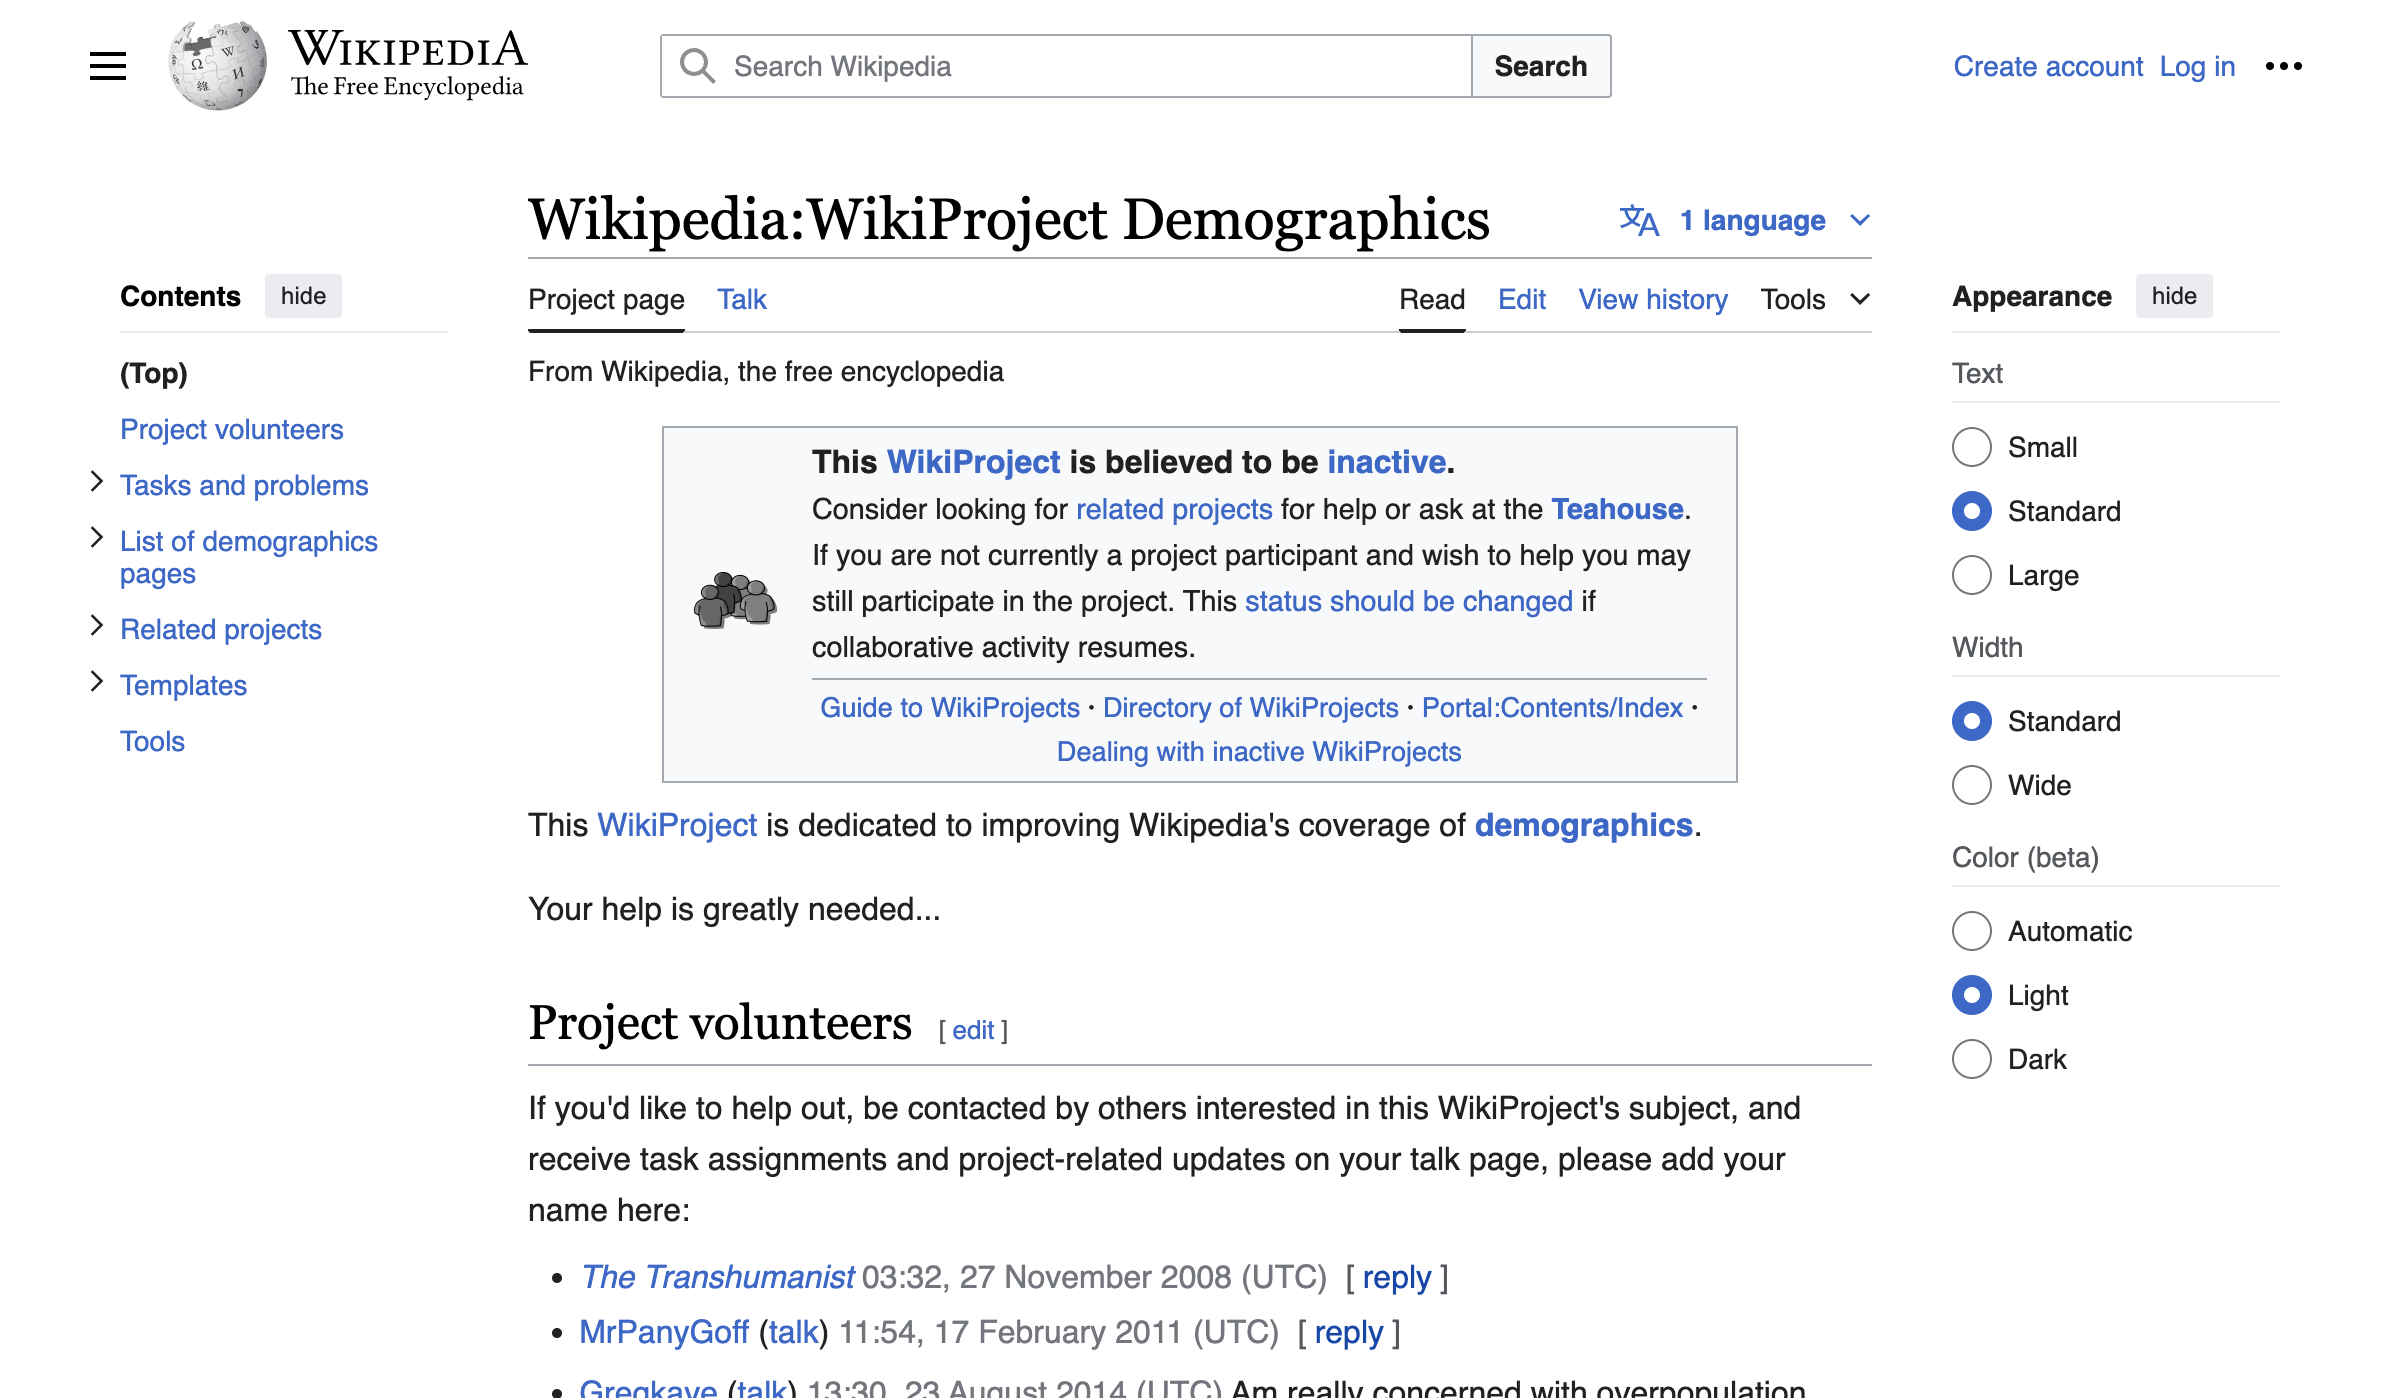 WIKIPEDIA
The Free Encyclopedia
Search Wikipedia
Search
Create account Log in
Wikipedia:WikiProject Demographics
1 language
Contents hide
(Top)
Project volunteers
Tasks and problems
List of demographics
pages
Related projects
Templates
Tools
Project page Talk
Read Edit View history Tools
From Wikipedia, the free encyclopedia
This WikiProject is believed to be inactive.
Consider looking for related projects for help or ask at the Teahouse.
If you are not currently a project participant and wish to help you may
still participate in the project. This status should be changed if
collaborative activity resumes.
Guide to WikiProjects · Directory of WikiProjects · Portal:Contents/Index ·
Dealing with inactive WikiProjects
This WikiProject is dedicated to improving Wikipedia's coverage of demographics.
Your help is greatly needed...
Project volunteers [ edit ]
If you'd like to help out, be contacted by others interested in this WikiProject's subject, and
receive task assignments and project-related updates on your talk page, please add your
name here:
• The Transhumanist 03:32, 27 November 2008 (UTC) [ reply ]
• MrPanyGoff (talk) 11:54, 17 February 2011 (UTC) [ reply ]
• Gregkaye (talk) 13:30, 23 August 2014 (UTC) Am really concerned with overpopulation
Appearance hide
Text
Small
Standard
Large
Width
Standard
Wide
Color (beta)
Automatic
Light
Dark